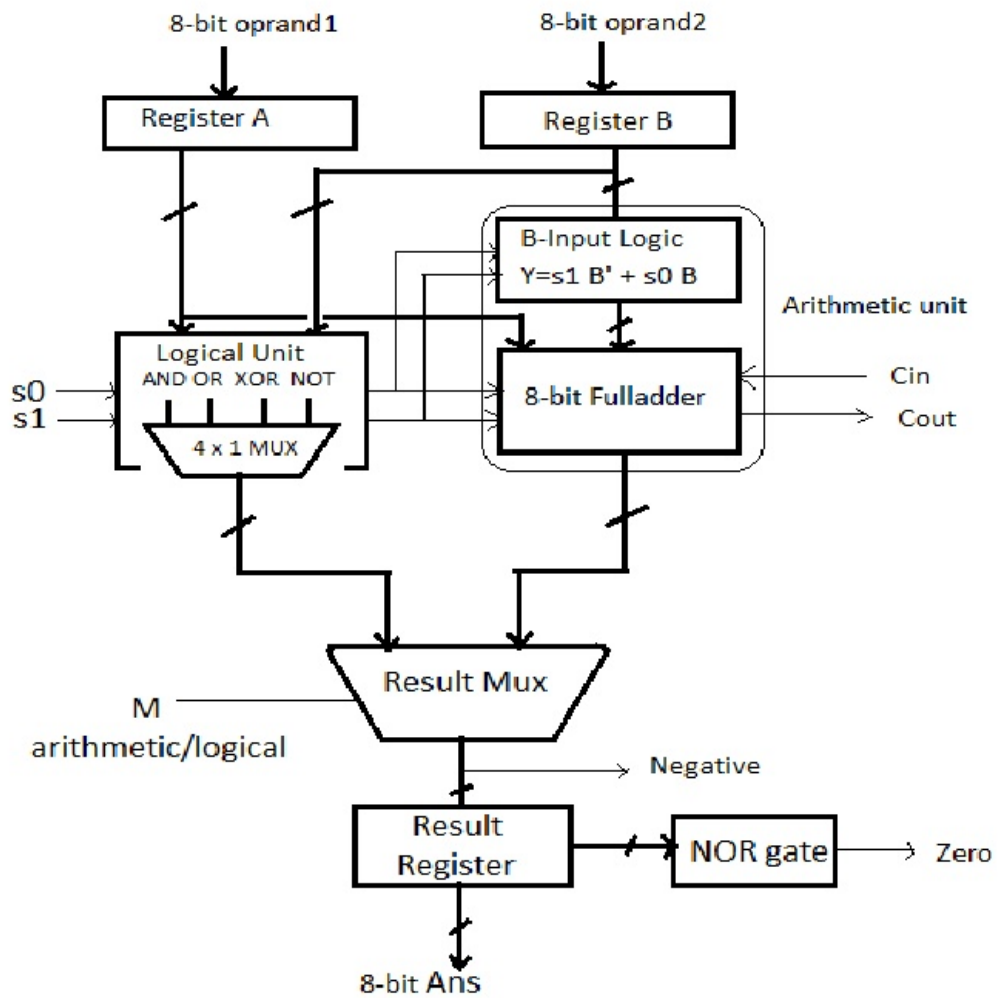 8-bit oprand1
8-bit oprand2
Register A
Register B
B-Input Logic
Y=s1 B' + s0 B
Arithmetic unit
Logical Unit
AND OR XOR NOT
s0
s1
4 x 1 MUX
8-bit Fulladder
Cin
Cout
Result Mux
M
arithmetic/logical
Negative
Result
Register
NOR gate
Zero
8-bit Ans